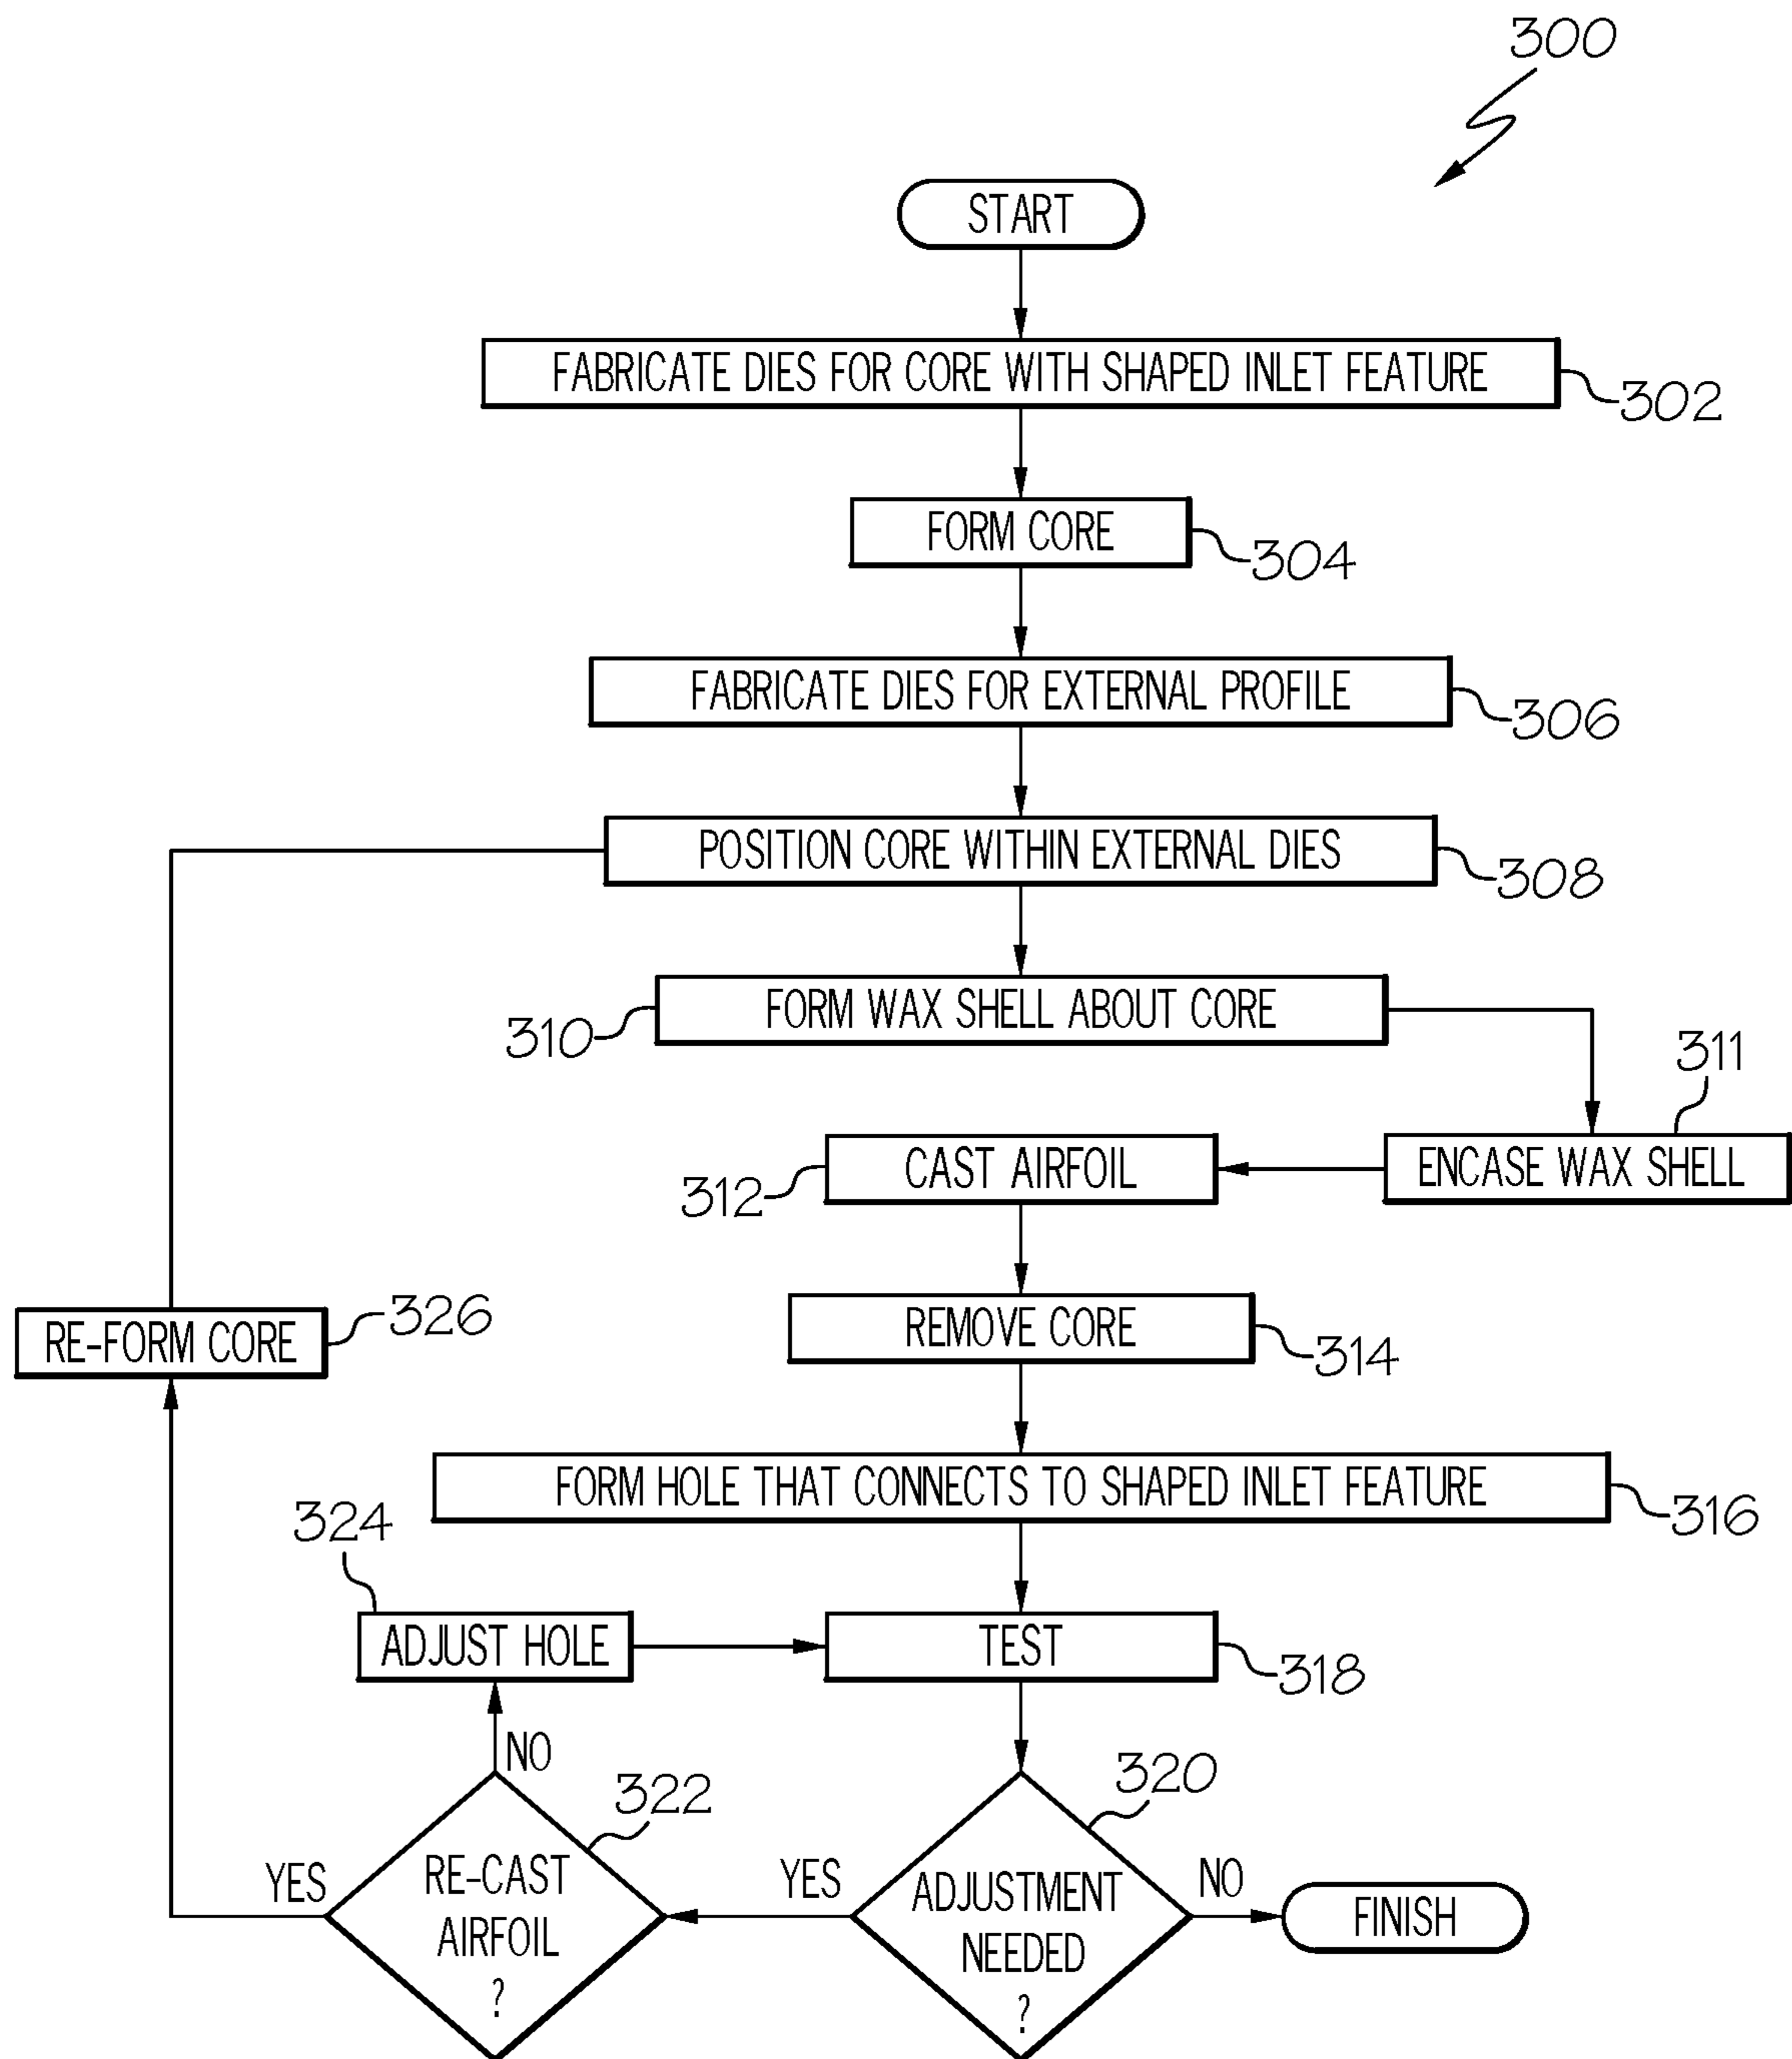 300
START
FABRICATE DIES FOR CORE WITH SHAPED INLET FEATURE
302
FORM CORE
304
FABRICATE DIES FOR EXTERNAL PROFILE
306
POSITION CORE WITHIN EXTERNAL DIES
308
FORM WAX SHELL ABOUT CORE
310
311
ENCASE WAX SHELL
CAST AIRFOIL
312
REMOVE CORE
314
RE-FORM CORE
326
FORM HOLE THAT CONNECTS TO SHAPED INLET FEATURE
316
324
ADJUST HOLE
TEST
318
NO
322
320
YES
RE-CAST
AIRFOIL
?
YES
ADJUSTMENT
NEEDED
?
NO
FINISH